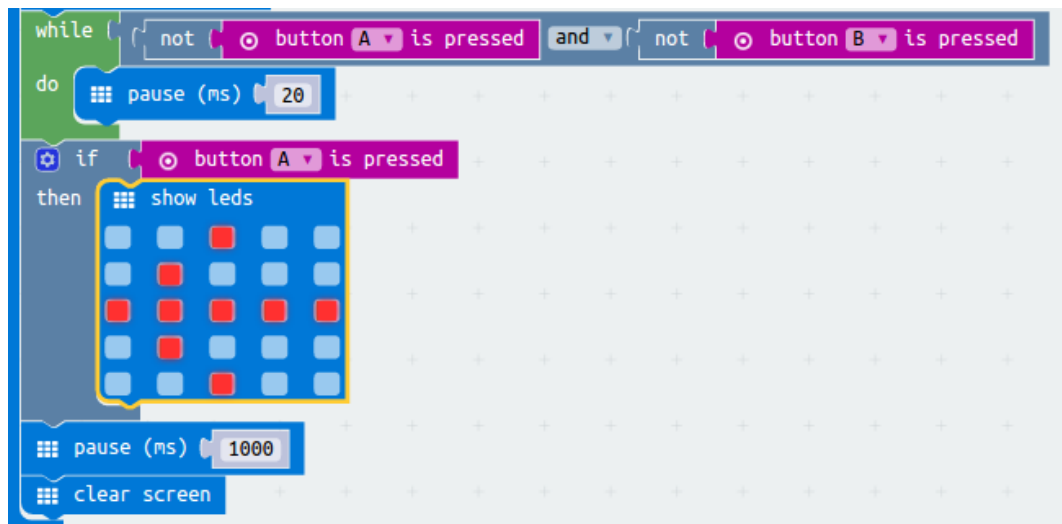 while not button A is pressed and not button B is pressed
do pause (ms) 20
if button A is pressed
then show leds
pause (ms) 1000
clear screen